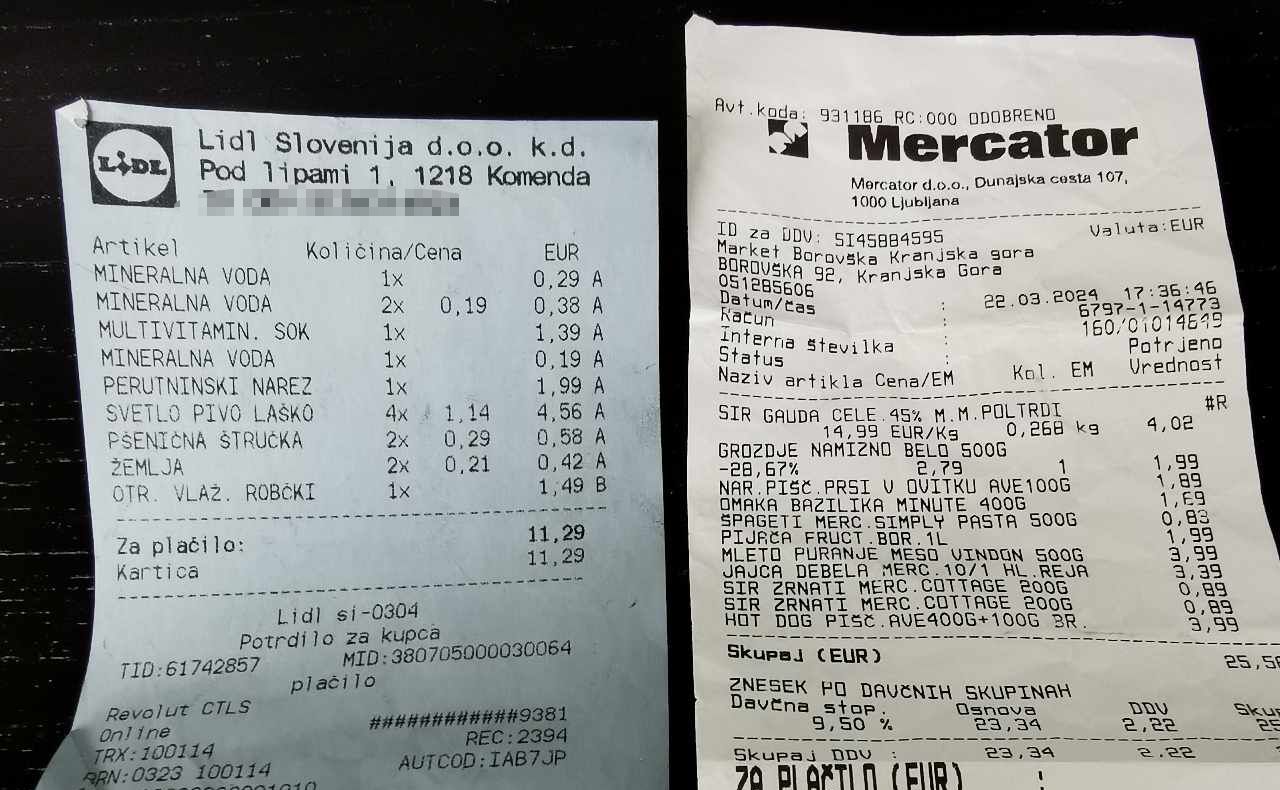 LIDL
Lidl Slovenija d.o.o. k.d.
Pod lipami 1, 1218 Komenda
Artikel Količina/Cena EUR
MINERALNA VODA 1x 0,29 A
MINERALNA VODA 2x 0,19 0,38 A
MULTIVITAMIN. SOK 1x 1,39 A
MINERALNA VODA 1x 0,19 A
PERUTNINSKI NAREZ 1x 1,99 A
SVETLO PIVO LAŠKO 4x 1,14 4,56 A
PŠENIČNA ŠTRUČKA 2x 0,29 0,58 A
ŽEMLJA 2x 0,21 0,42 A
OTR. VLAŽ. ROBČKI 1x 1,49 B
Za plačilo: 11,29
Kartica 11,29
Lidl si-0304
Potrdilo za kupca
TID:61742857 MID:380705000030064
plačilo
Revolut CTLS ############9381
Online REC:2394
TRX:100114 AUTCOD:IAB7JP
RRN:0323 100114
Avt.koda: 931186 RC:000 ODOBRENO
Mercator
Mercator d.o.o., Dunajska cesta 107,
1000 Ljubljana
ID za DDV: SI45884595 Valuta:EUR
Market Borovška Kranjska gora
BOROVŠKA 92, Kranjska Gora
051285606
Datum/čas : 22.03.2024 17:36:46
Račun : 6797-1-14773
Interna številka : 160/01014649
Status : Potrjeno
Naziv artikla Cena/EM Kol. EM Vrednost
#R
SIR GAUDA CELE.45% M.M.POLTRDI
14,99 EUR/Kg 0,268 kg 4,02
GROZDJE NAMIZNO BELO 500G
-28,67% 2,79 1 1,99
NAR.PIŠČ.PRSI V OVITKU AVE100G 1,89
OMAKA BAZILIKA MINUTE 400G 1,69
ŠPAGETI MERC.SIMPLY PASTA 500G 0,83
PIJAČA FRUCT.BOR.1L 1,99
MLETO PURANJE MESO VINDON 500G 3,99
JAJCA DEBELA MERC.10/1 HL.REJA 3,39
SIR ZRNATI MERC.COTTAGE 200G 0,89
SIR ZRNATI MERC.COTTAGE 200G 0,89
HOT DOG PIŠČ.AVE400G+100G BR. 3,99
Skupaj (EUR) 25,56
ZNESEK PO DAVČNIH SKUPINAH
Davčna stop. Osnova DDV Sku
9,50 % 23,34 2,22 25
Skupaj DDV : 23,34 2,22
ZA PLAČILO (EUR) :